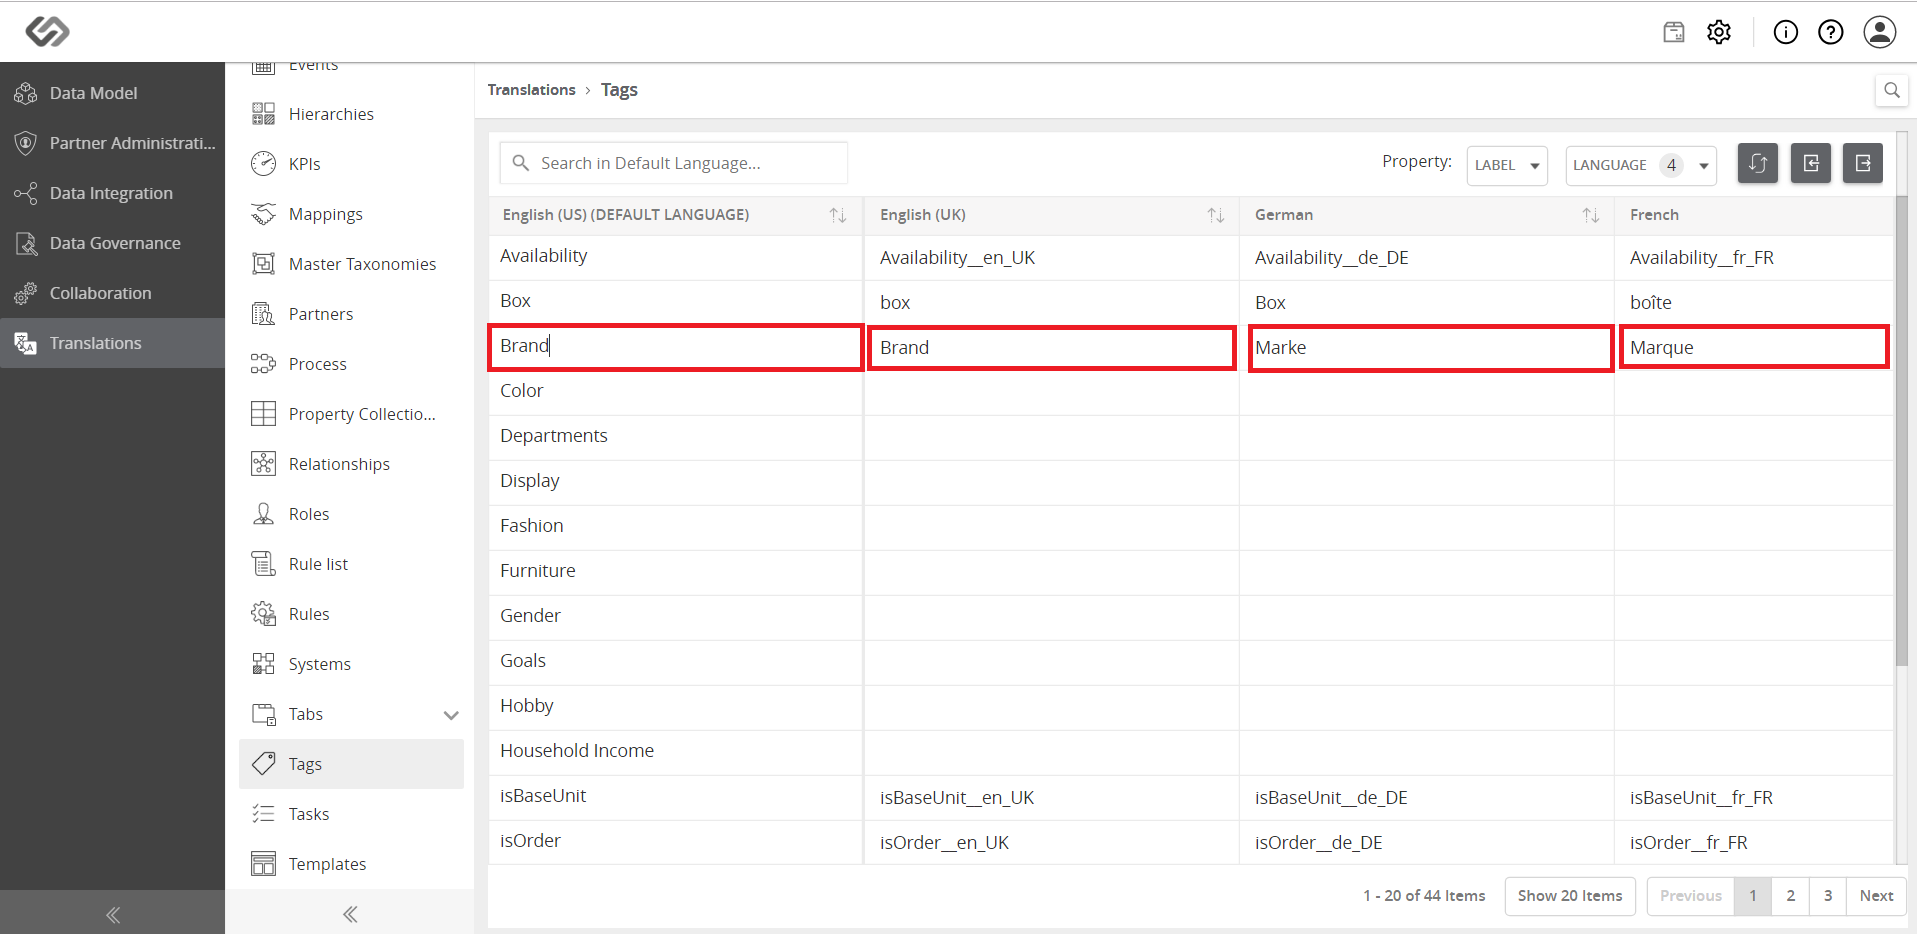 Data Model
Partner Administrati...
Data Integration
Data Governance
Collaboration
Translations
Events
Hierarchies
KPIs
Mappings
Master Taxonomies
Partners
Process
Property Collectio...
Relationships
Roles
Rule list
Rules
Systems
Tabs
Tags
Tasks
Templates
Translations > Tags
Search in Default Language...
Property: LABEL LANGUAGE 4
English (US) (DEFAULT LANGUAGE) English (UK) German French
Availability Availability__en_UK Availability__de_DE Availability__fr_FR
Box box Box boîte
Brand Brand Marke Marque
Color
Departments
Display
Fashion
Furniture
Gender
Goals
Hobby
Household Income
isBaseUnit isBaseUnit__en_UK isBaseUnit__de_DE isBaseUnit__fr_FR
isOrder isOrder__en_UK isOrder__de_DE isOrder__fr_FR
1 - 20 of 44 Items Show 20 Items Previous 1 2 3 Next